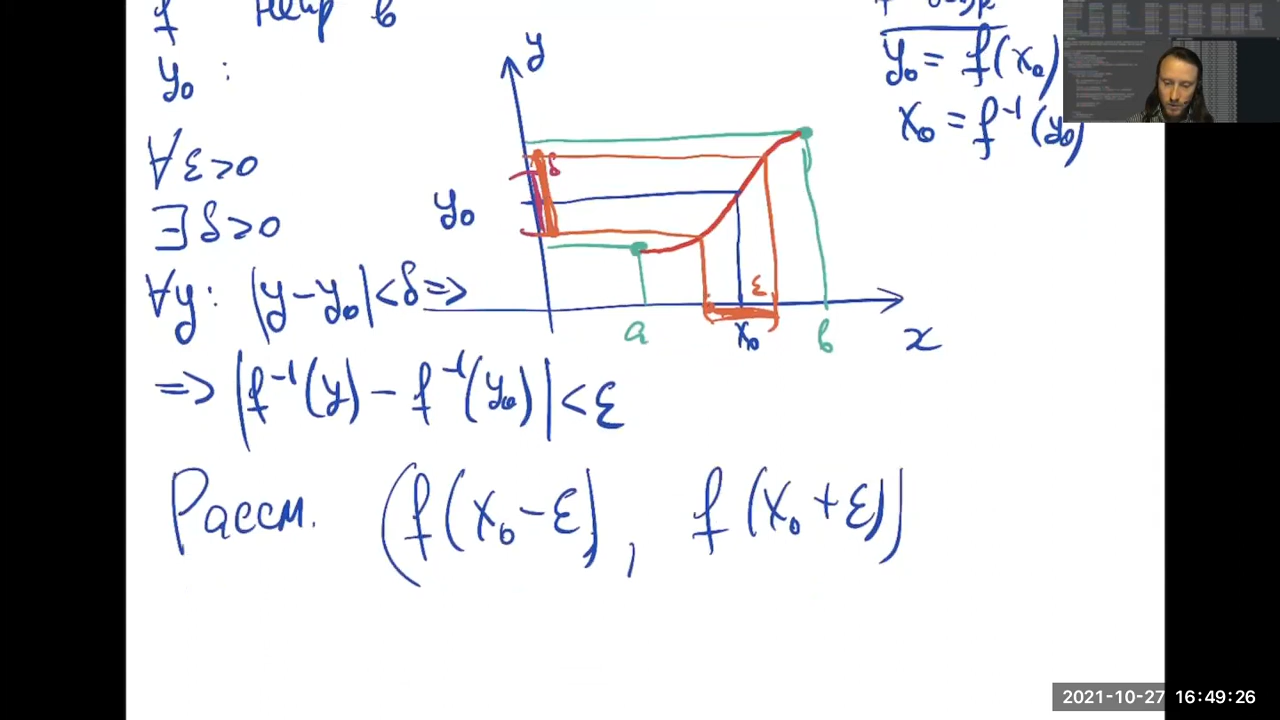 y₀ = f(x₀)
y₀ :
x₀ = f⁻¹(y₀)
y
∀ε>0
δ
y₀
∃δ>0
∀y: |y−y₀|<δ=>
ε
a
x₀
b
x
=> |f⁻¹(y) − f⁻¹(y₀)| < ε
Рассм. (f(x₀−ε), f(x₀+ε))
2021-10-27 16:49:26